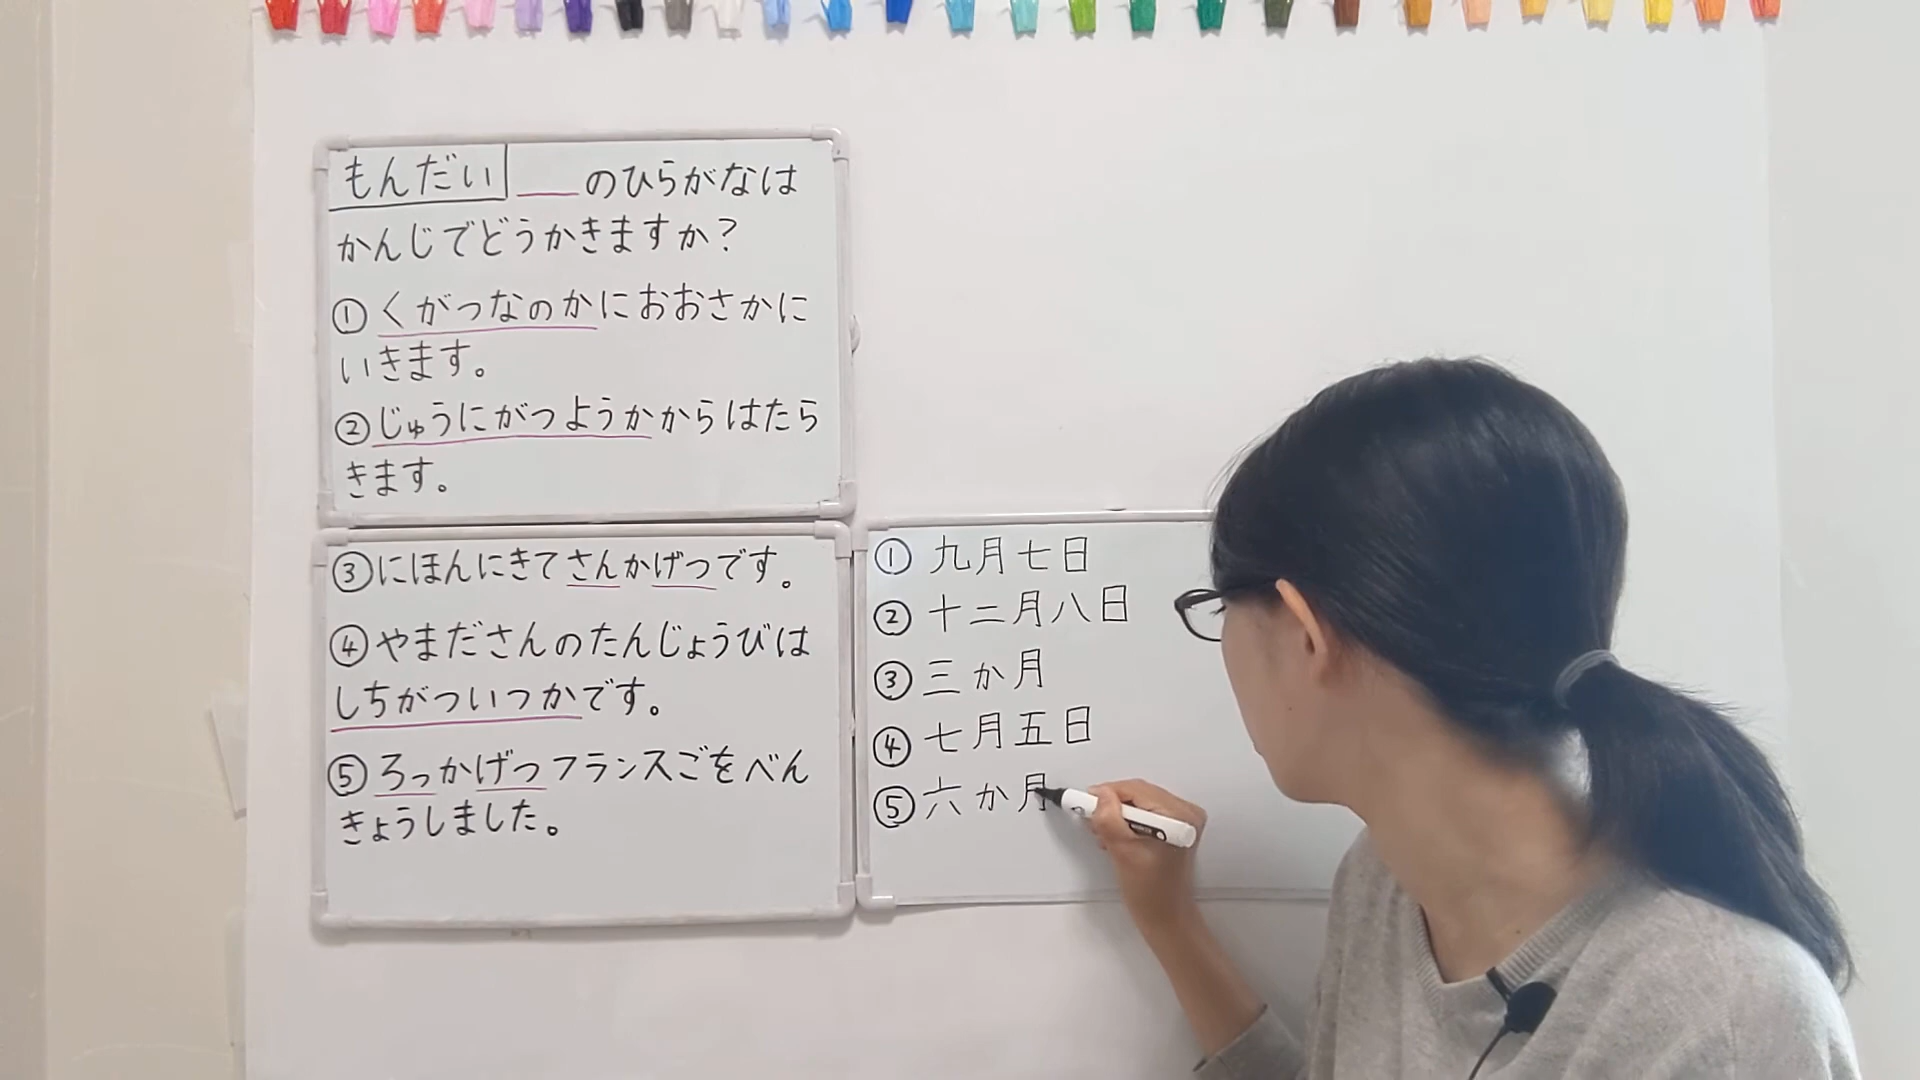 もんだい ___のひらがなは
かんじでどうかきますか?
①くがつなのかにおおさかに
いきます。
②じゅうにがつようかからはたら
きます。
③にほんにきてさんかげつです。
④やまださんのたんじょうびは
しちがついつかです。
⑤ろっかげつフランスごをべん
きょうしました。
①九月七日
②十二月八日
③三か月
④七月五日
⑤六か月